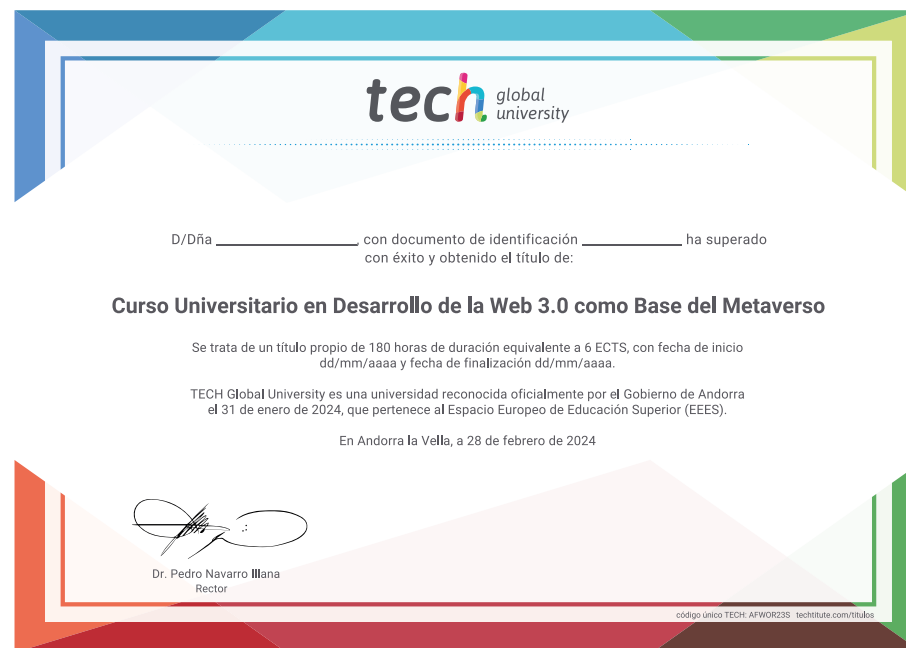 tech global university
D/Dña ________________, con documento de identificación ____________ ha superado
con éxito y obtenido el título de:
Curso Universitario en Desarrollo de la Web 3.0 como Base del Metaverso
Se trata de un título propio de 180 horas de duración equivalente a 6 ECTS, con fecha de inicio
dd/mm/aaaa y fecha de finalización dd/mm/aaaa.
TECH Global University es una universidad reconocida oficialmente por el Gobierno de Andorra
el 31 de enero de 2024, que pertenece al Espacio Europeo de Educación Superior (EEES).
En Andorra la Vella, a 28 de febrero de 2024
Dr. Pedro Navarro Illana
Rector
código único TECH: AFWOR23S techtitute.com/titulos